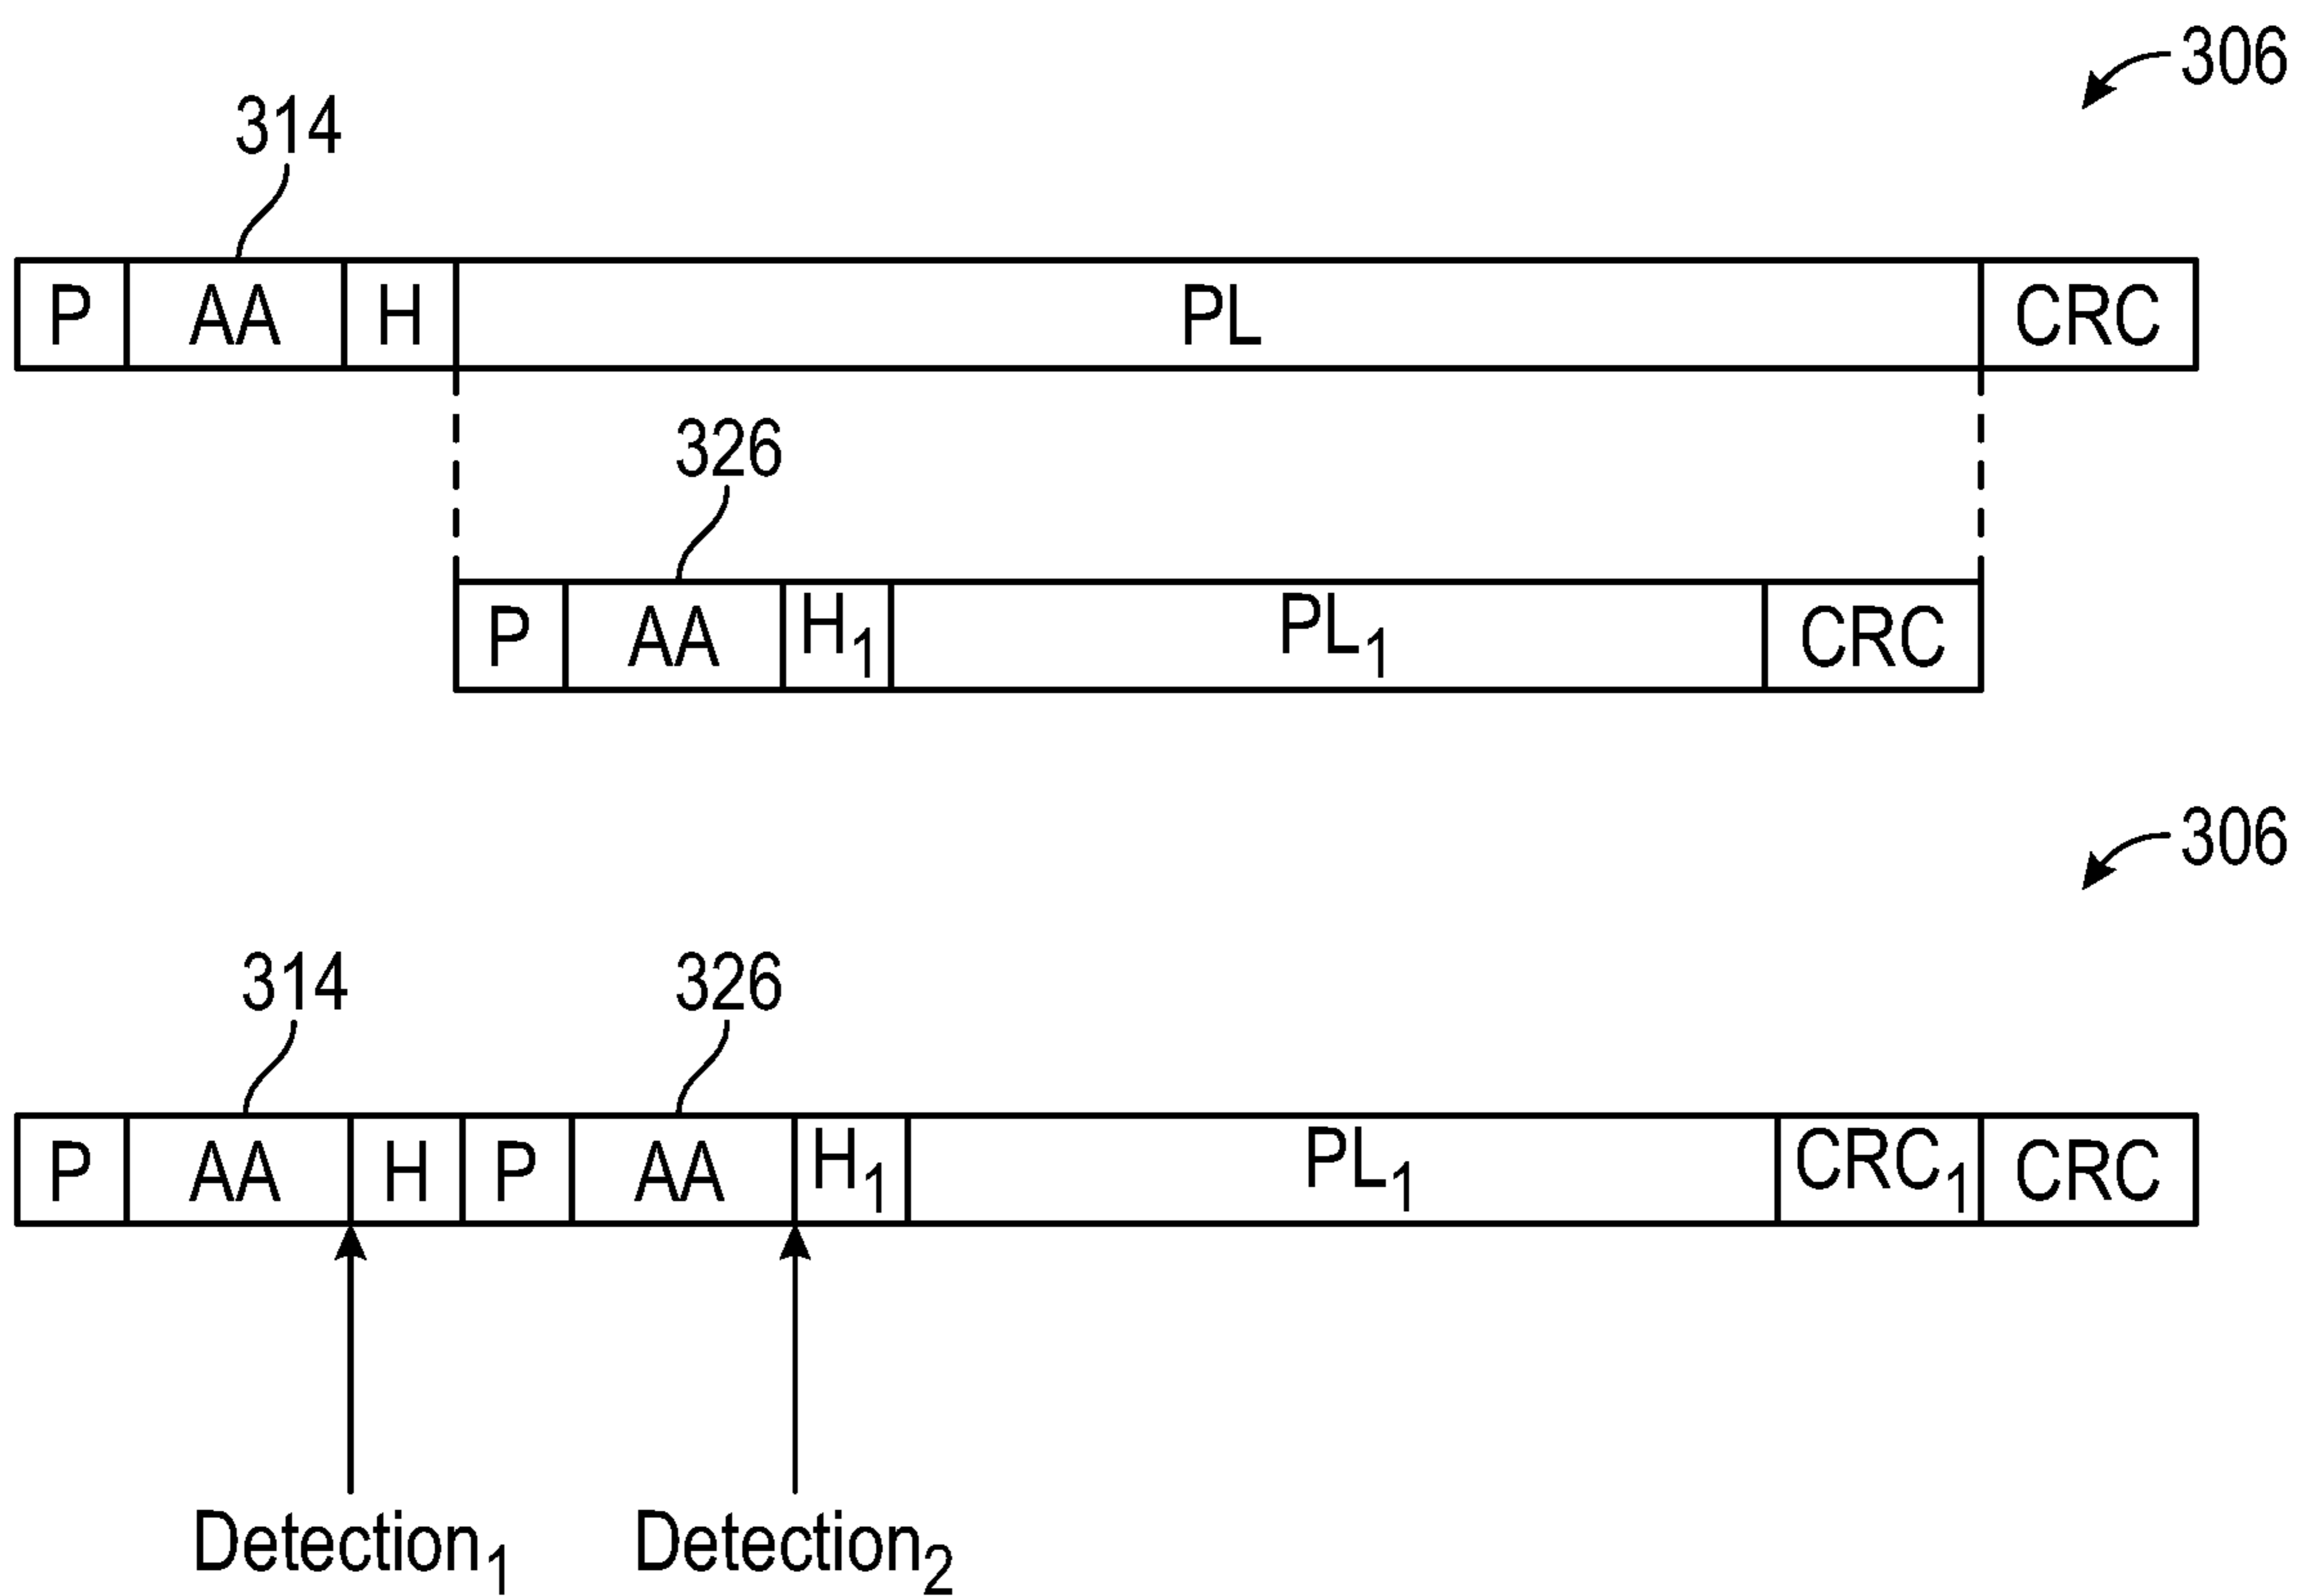 306
314
P AA H PL CRC
326
P AA H₁ PL₁ CRC
306
314 326
P AA H P AA H₁ PL₁ CRC₁ CRC
Detection₁ Detection₂